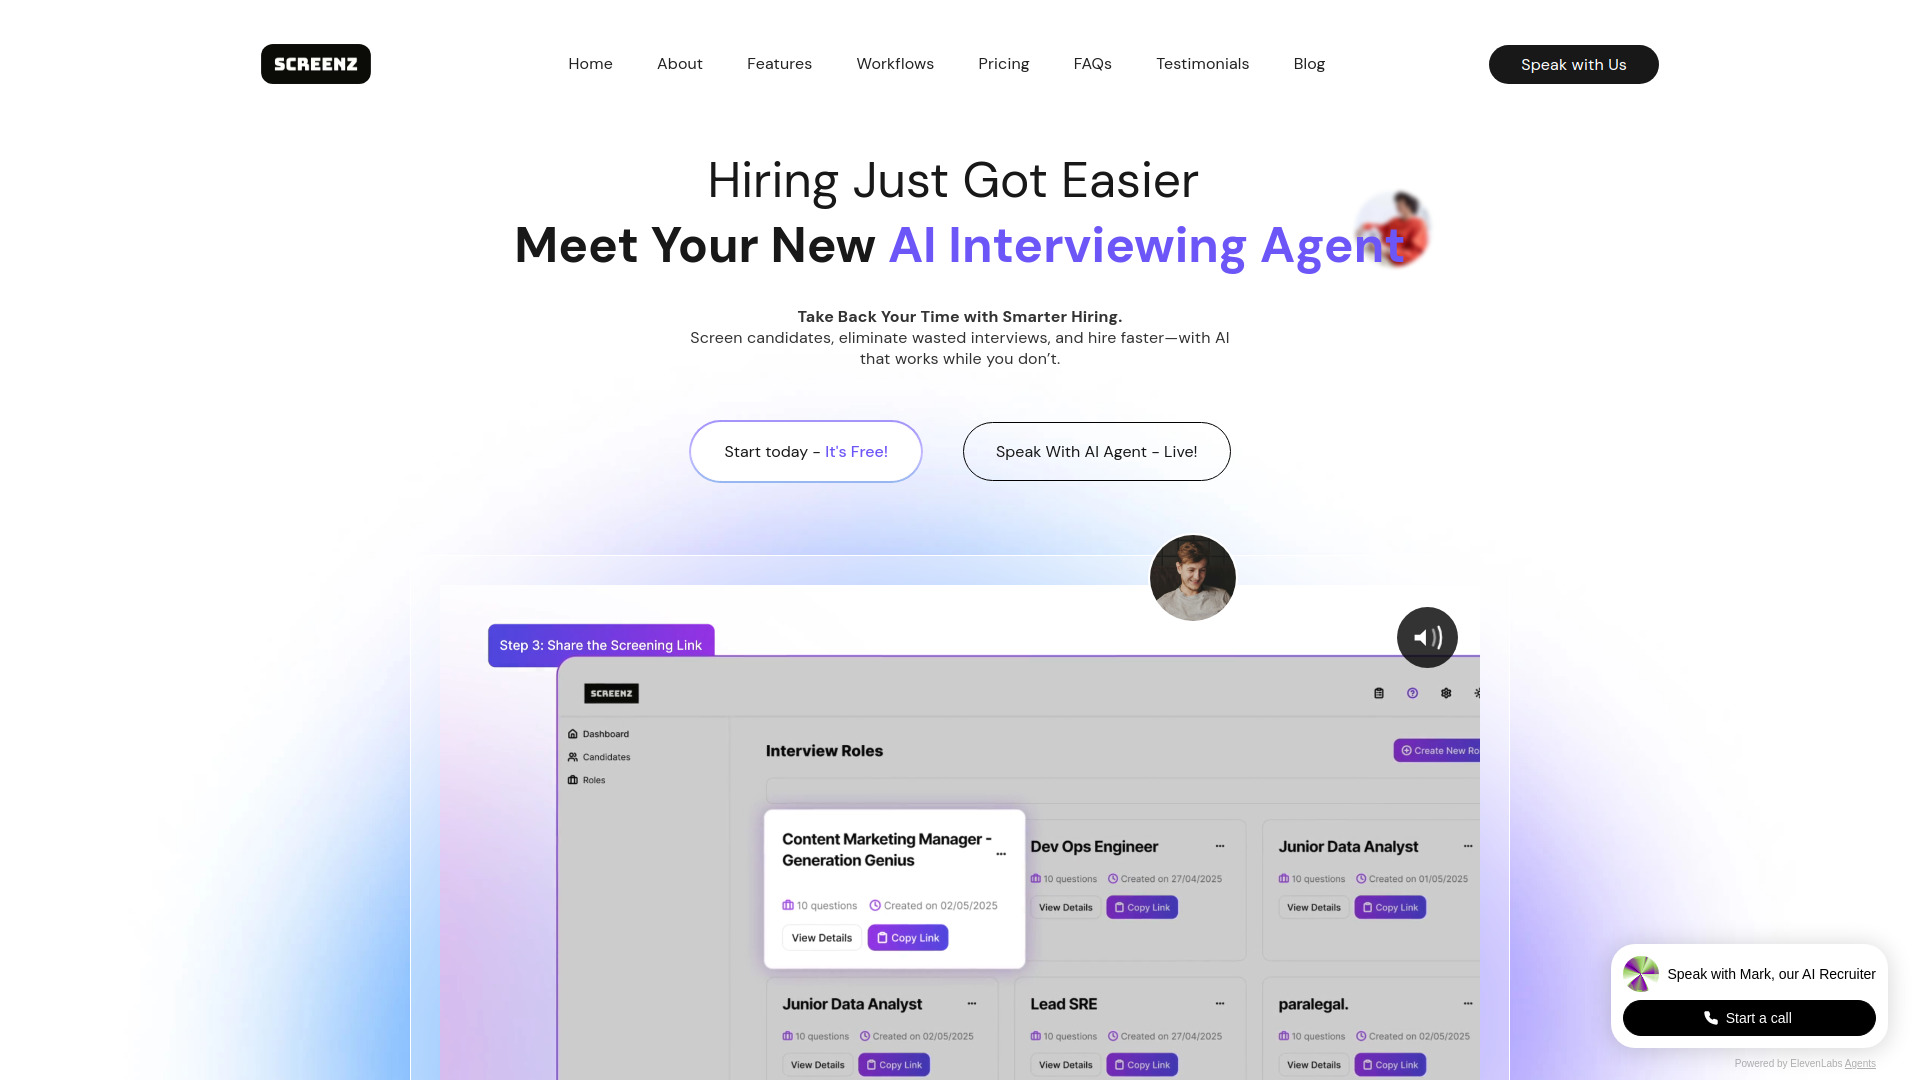 SCREENZ
Home About Features Workflows Pricing FAQs Testimonials Blog
Speak with Us
Hiring Just Got Easier
Meet Your New AI Interviewing Agent
Take Back Your Time with Smarter Hiring.
Screen candidates, eliminate wasted interviews, and hire faster—with AI
that works while you don’t.
Start today - It's Free!
Speak With AI Agent - Live!
Step 3: Share the Screening Link
SCREENZ
Dashboard
Candidates
Roles
Interview Roles
Create New Ro
Content Marketing Manager -
Generation Genius
10 questions Created on 02/05/2025
View Details Copy Link
Dev Ops Engineer
10 questions Created on 27/04/2025
View Details Copy Link
Junior Data Analyst
10 questions Created on 01/05/2025
View Details Copy Link
Junior Data Analyst
10 questions Created on 02/05/2025
View Details Copy Link
Lead SRE
10 questions Created on 27/04/2025
View Details Copy Link
paralegal.
10 questions Created on 02/05/2025
View Details Copy Link
Speak with Mark, our AI Recruiter
Start a call
Powered by ElevenLabs Agents